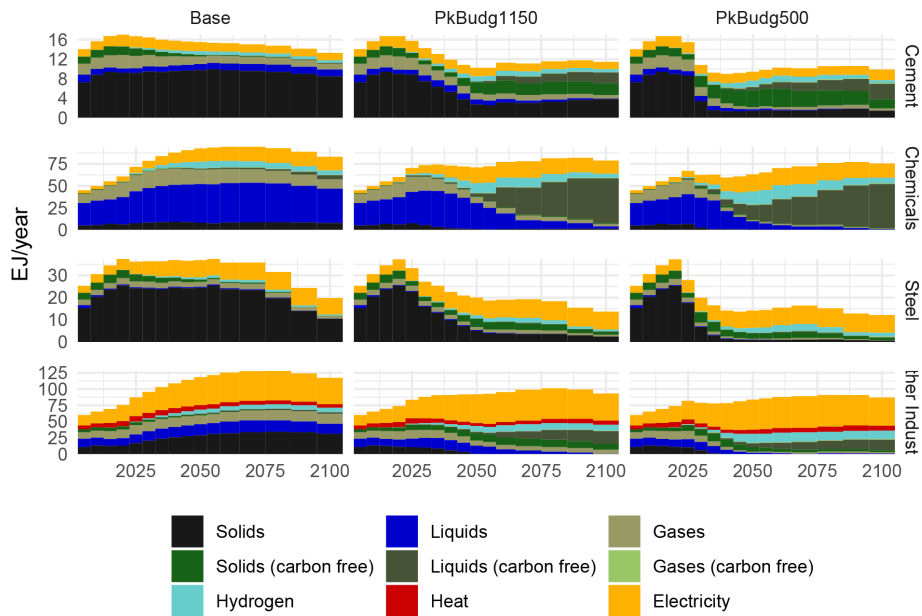 Base PkBudg1150 PkBudg500
16
12
8
4
0
Cement
75
50
25
0
Chemicals
EJ/year
30
20
10
0
Steel
125
100
75
50
25
0
ther Indust
2025 2050 2075 2100 2025 2050 2075 2100 2025 2050 2075 2100
Solids Liquids Gases
Solids (carbon free) Liquids (carbon free) Gases (carbon free)
Hydrogen Heat Electricity